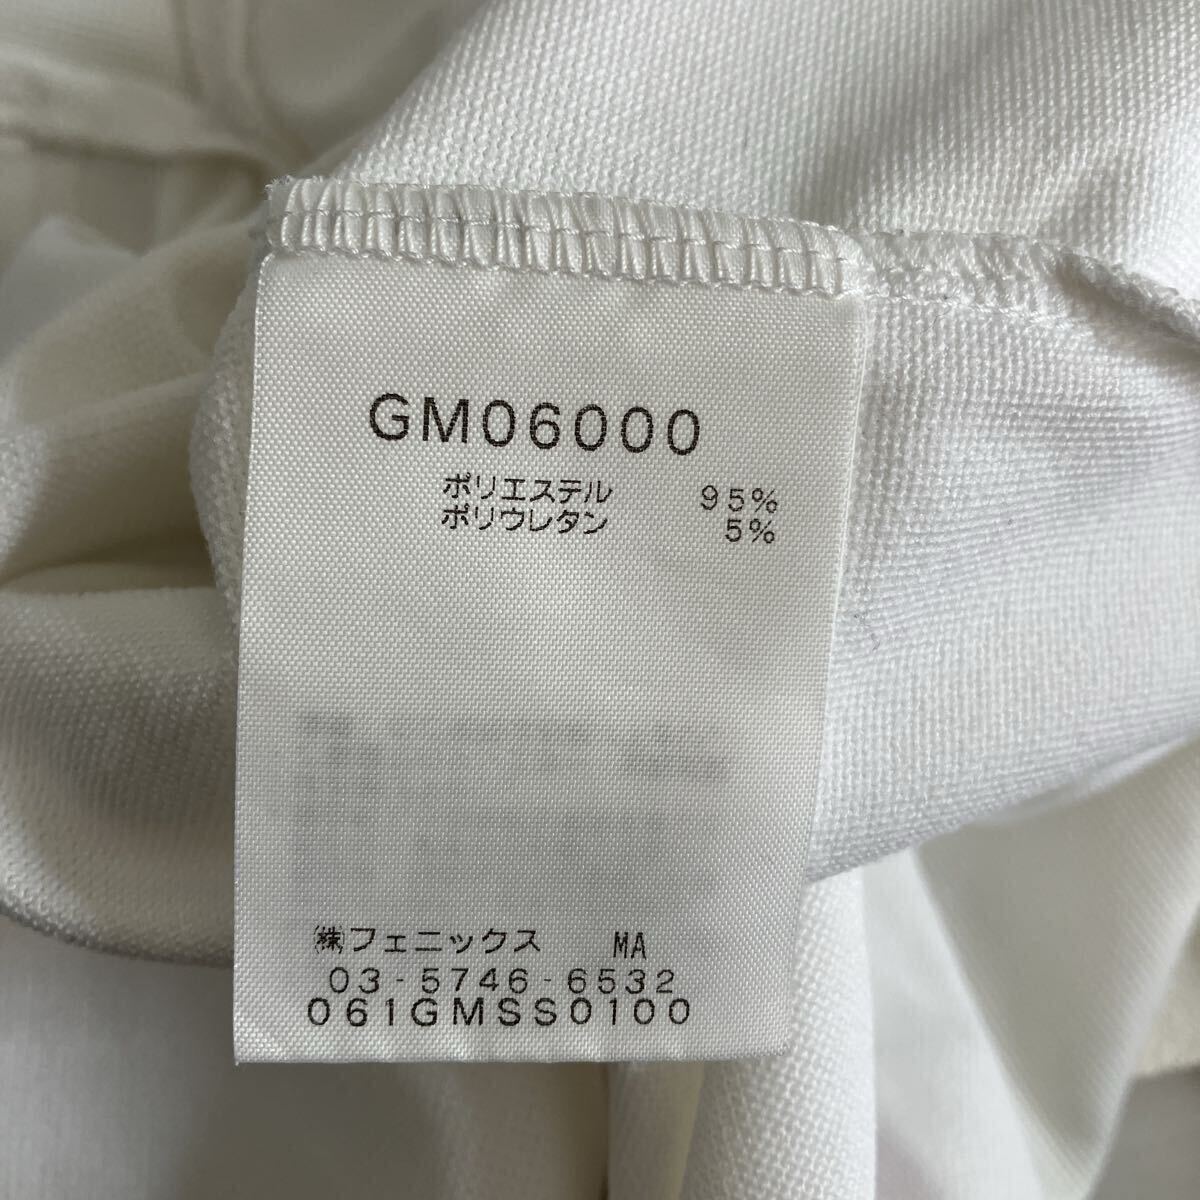 GM06000
ポリエステル 95%
ポリウレタン 5%
㈱フェニックス MA
03-5746-6532
061GMSS0100